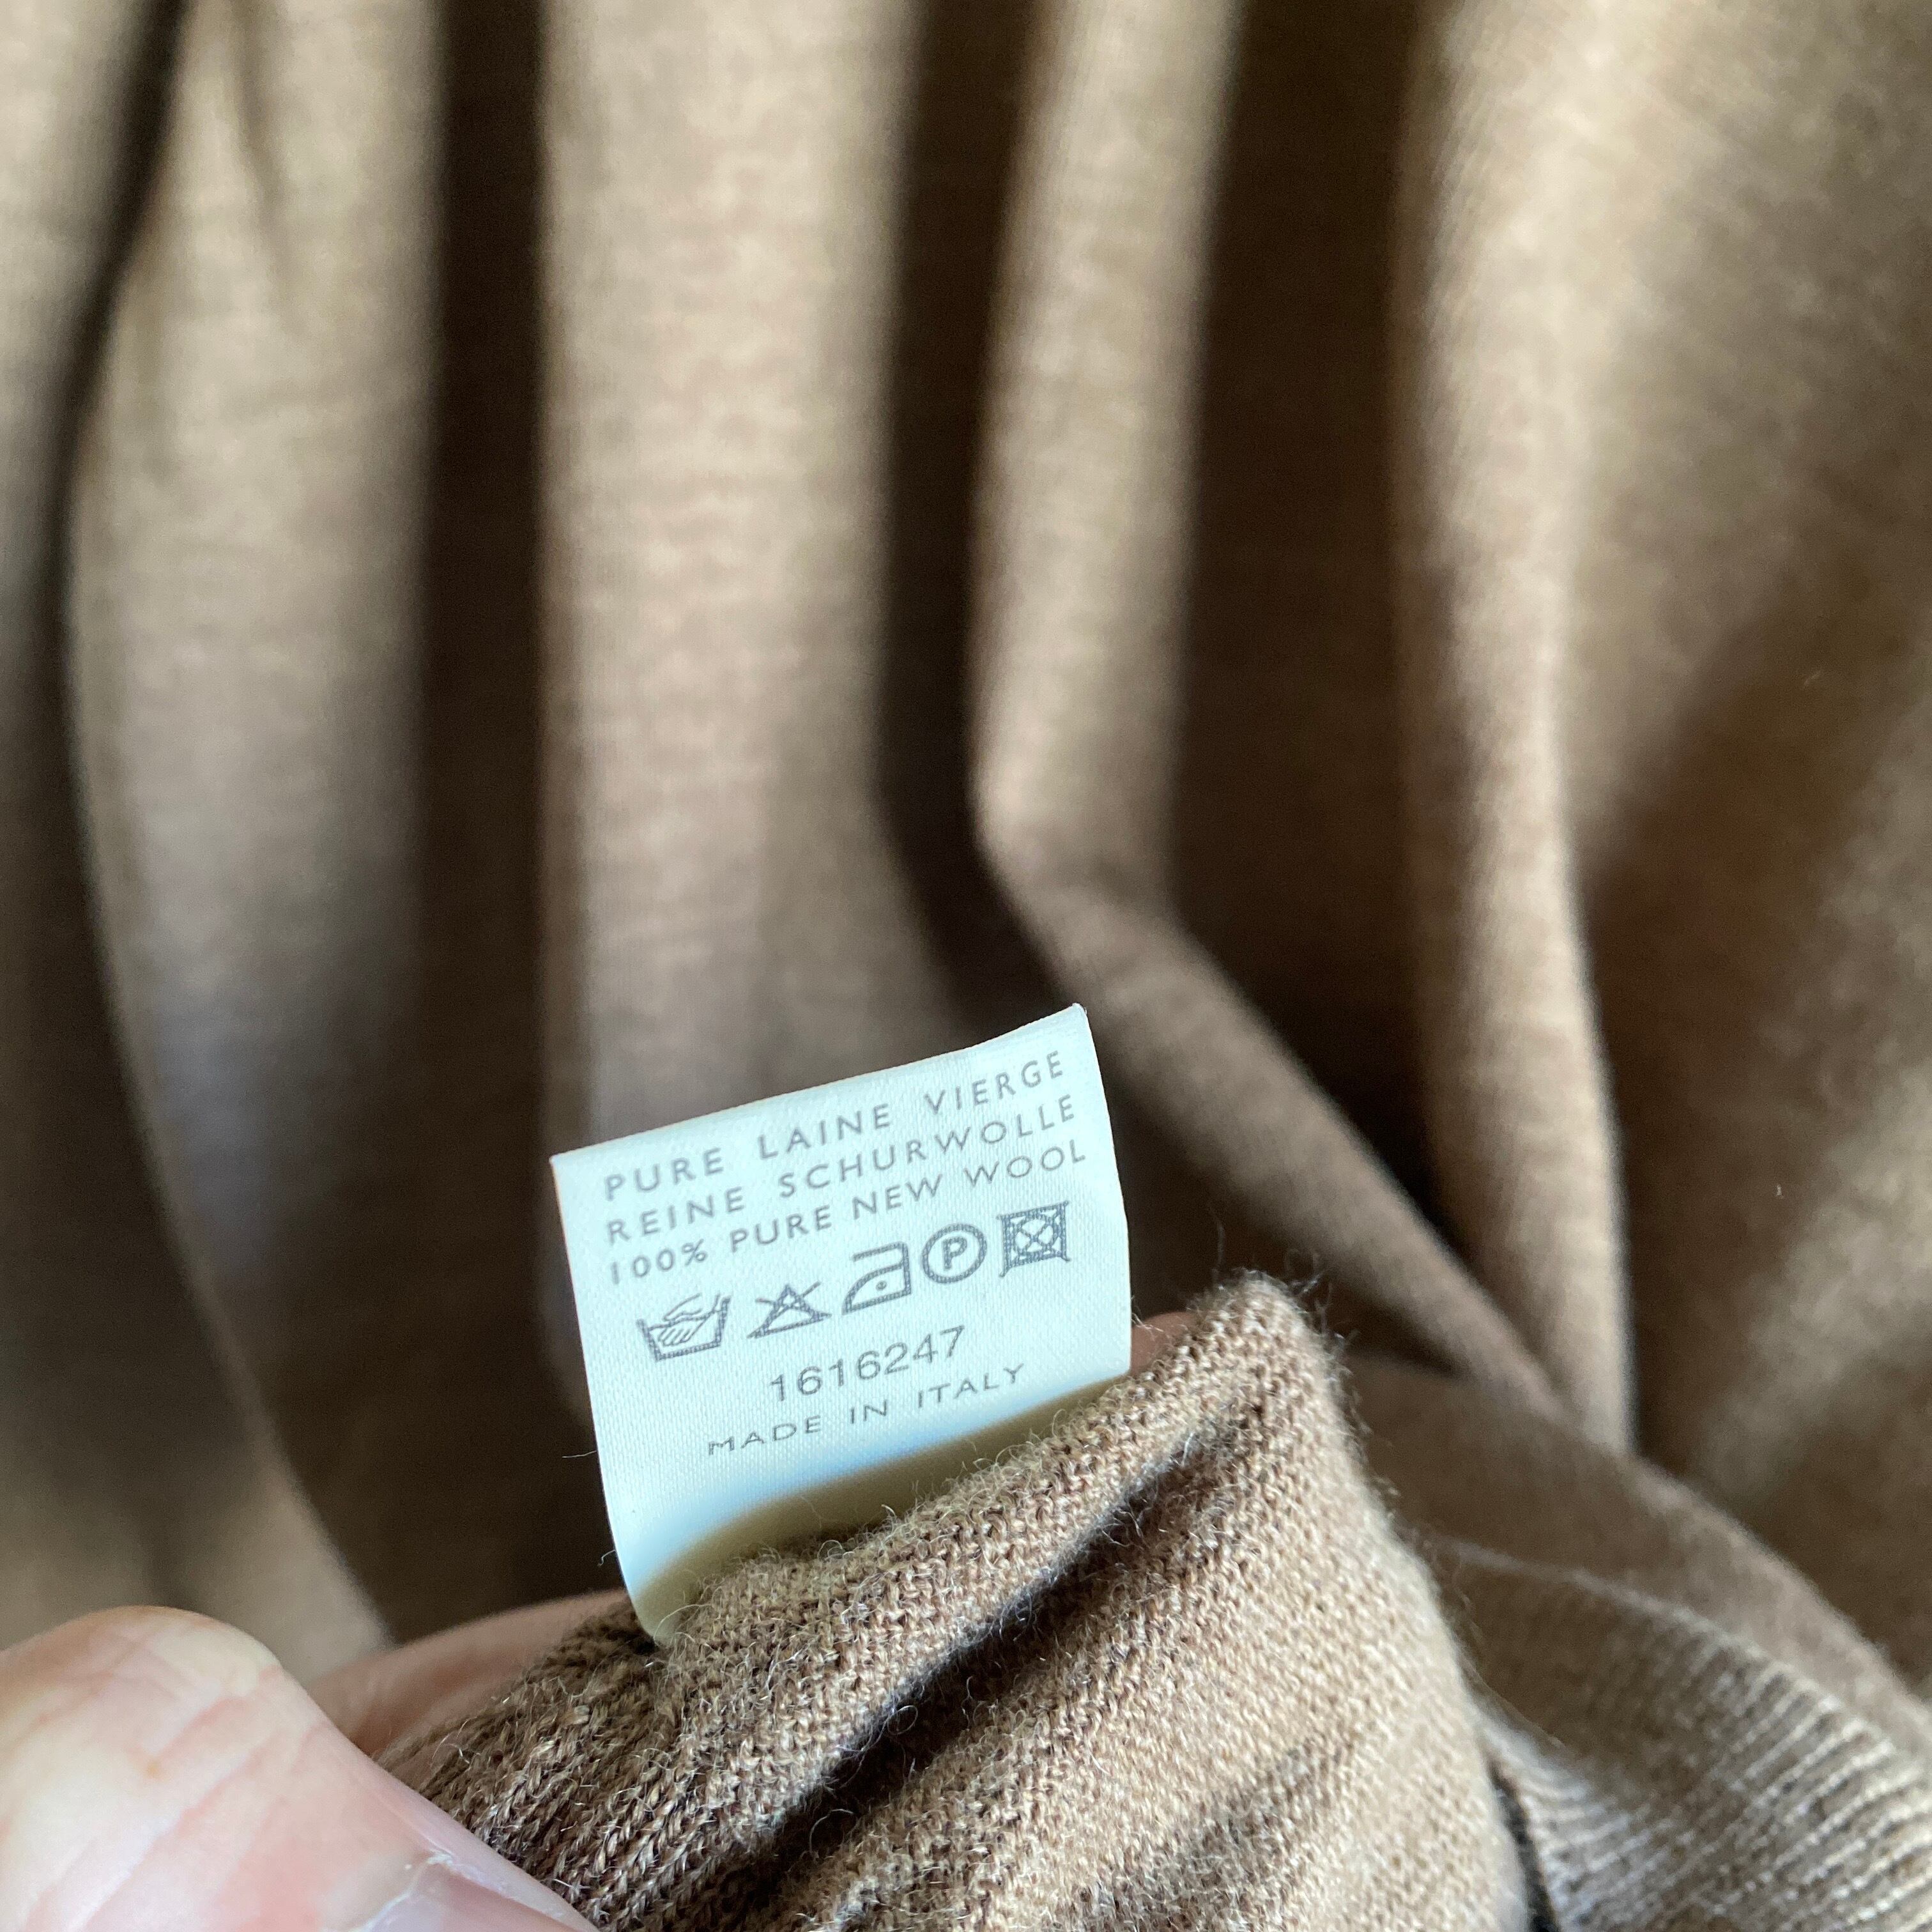 PURE LAINE VIERGE
REINE SCHURWOLLE
100% PURE NEW WOOL
P
1616247
MADE IN ITALY